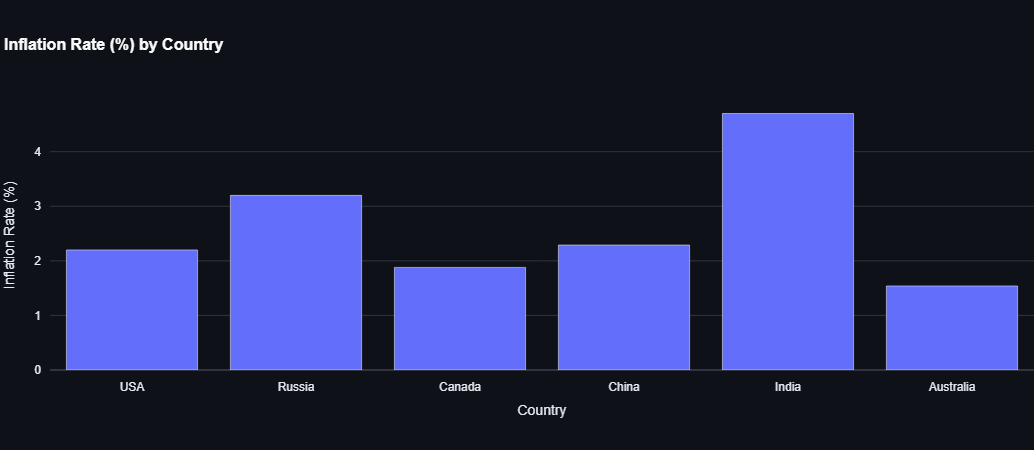 Inflation Rate (%) by Country
Inflation Rate (%)
4
3
2
1
0
USA Russia Canada China India Australia
Country